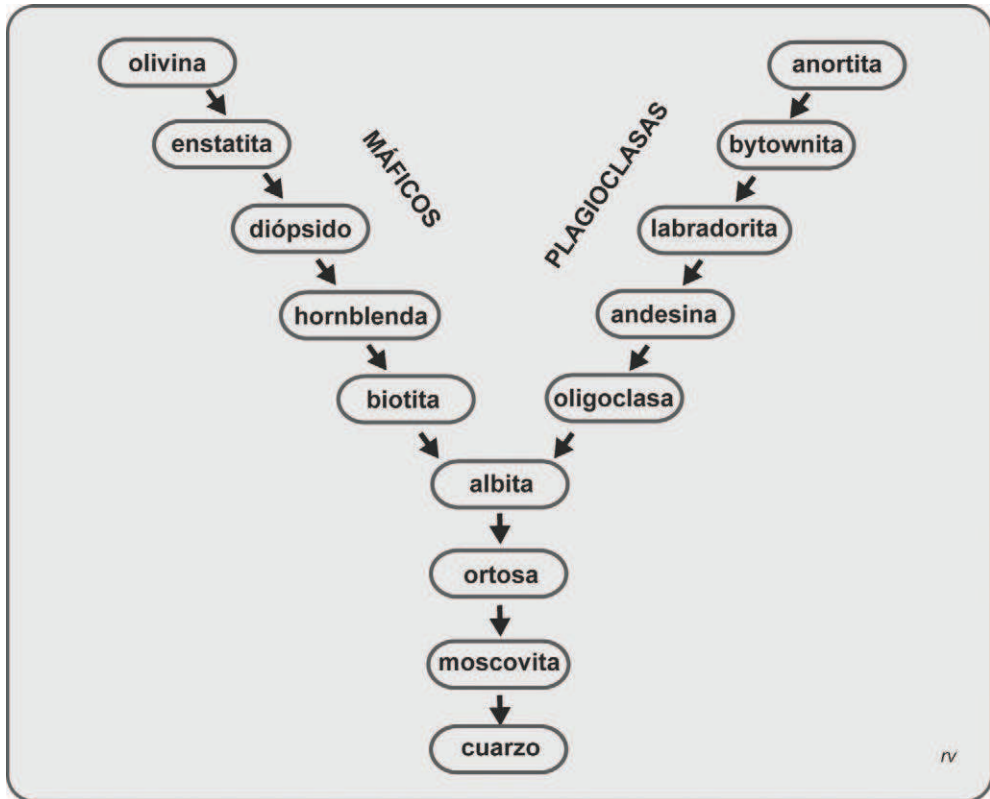 olivina
anortita
enstatita
bytownita
MÁFICOS
PLAGIOCLASAS
diópsido
labradorita
hornblenda
andesina
biotita
oligoclasa
albita
ortosa
moscovita
cuarzo
rv